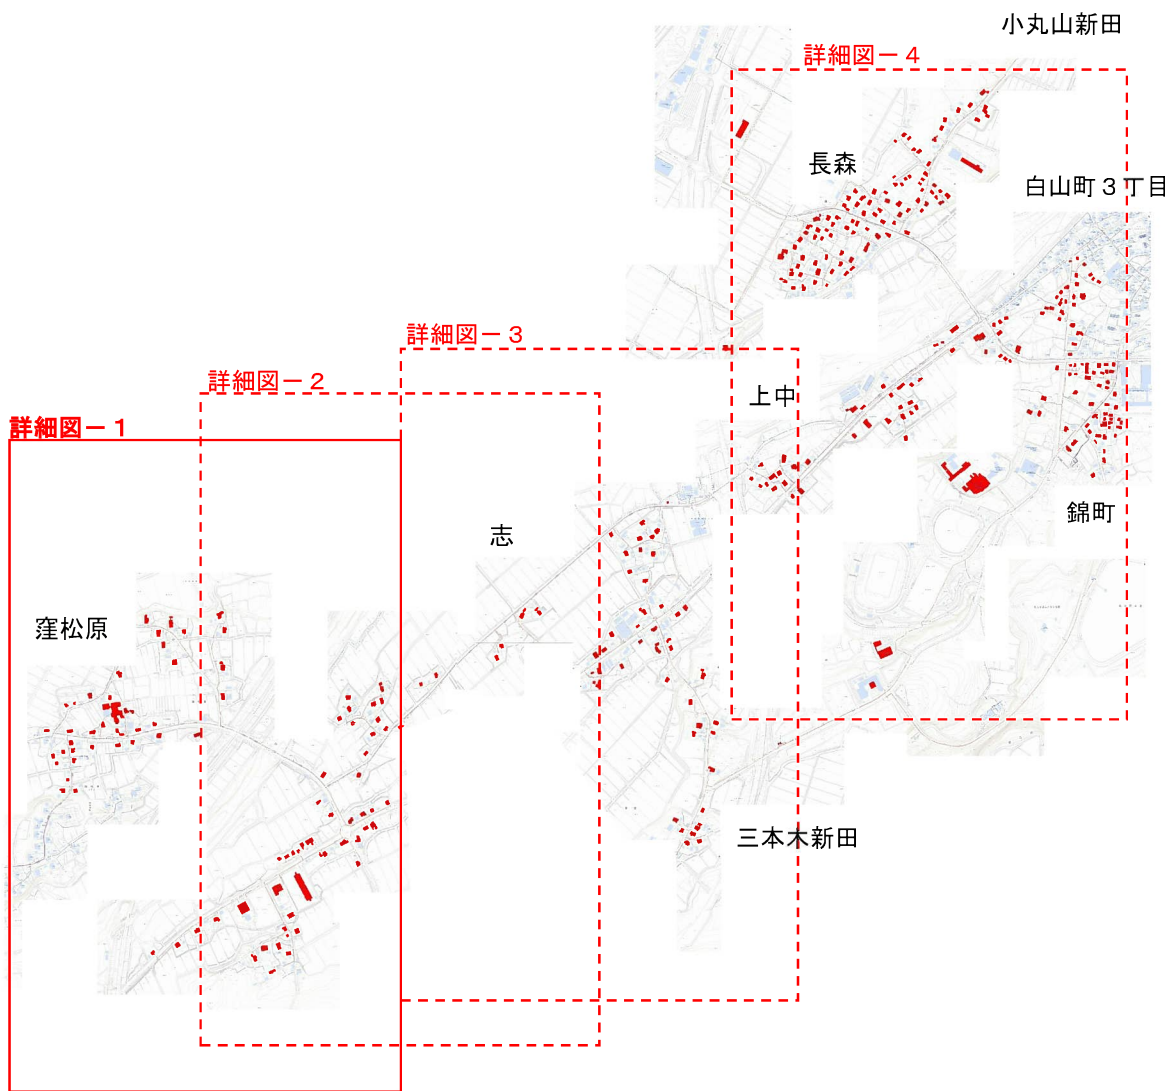 小丸山新田
詳細図－４
長森
白山町３丁目
詳細図－３
詳細図－２
上中
詳細図－１
錦町
志
窪松原
三本木新田